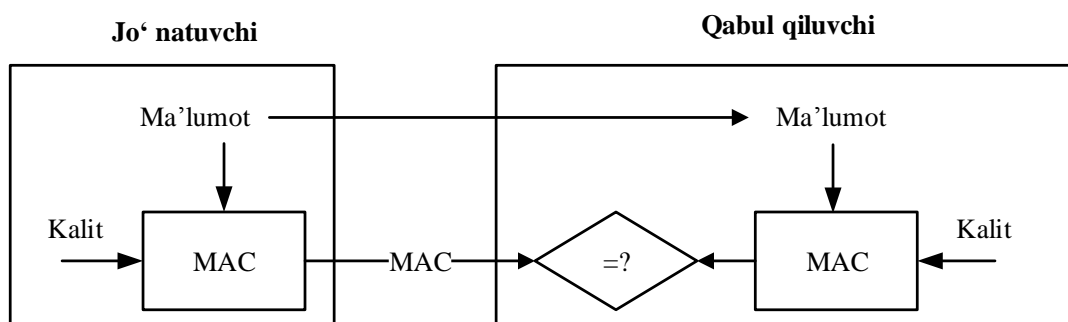 Jo‘ natuvchi
Qabul qiluvchi
Ma’lumot
Ma’lumot
Kalit
MAC
MAC
=?
MAC
Kalit